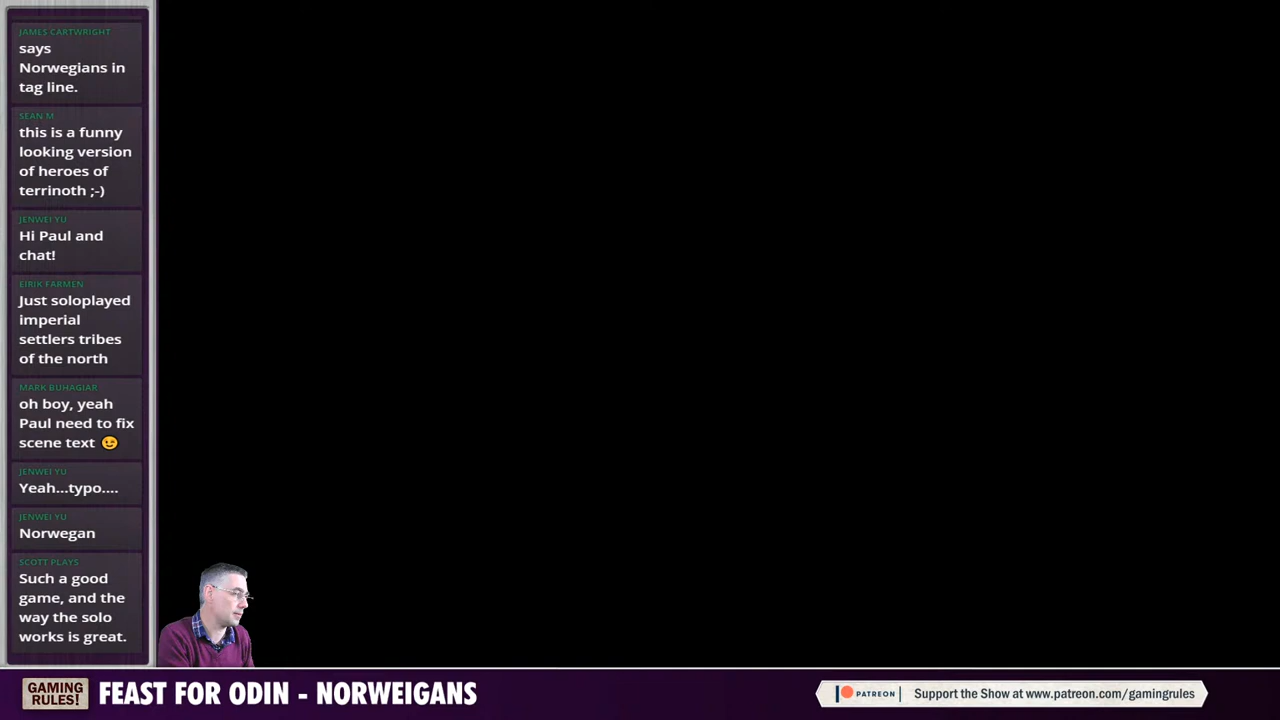 JAMES CARTWRIGHT
says
Norwegians in
tag line.
SEAN M
this is a funny
looking version
of heroes of
terrinoth ;-)
JENWEI YU
Hi Paul and
chat!
EIRIK FARMEN
Just soloplayed
imperial
settlers tribes
of the north
MARK BUHAGIAR
oh boy, yeah
Paul need to fix
scene text 😉
JENWEI YU
Yeah...typo....
JENWEI YU
Norwegan
SCOTT PLAYS
Such a good
game, and the
way the solo
works is great.
GAMING
RULES!
FEAST FOR ODIN - NORWEIGANS
PATREON
Support the Show at www.patreon.com/gamingrules